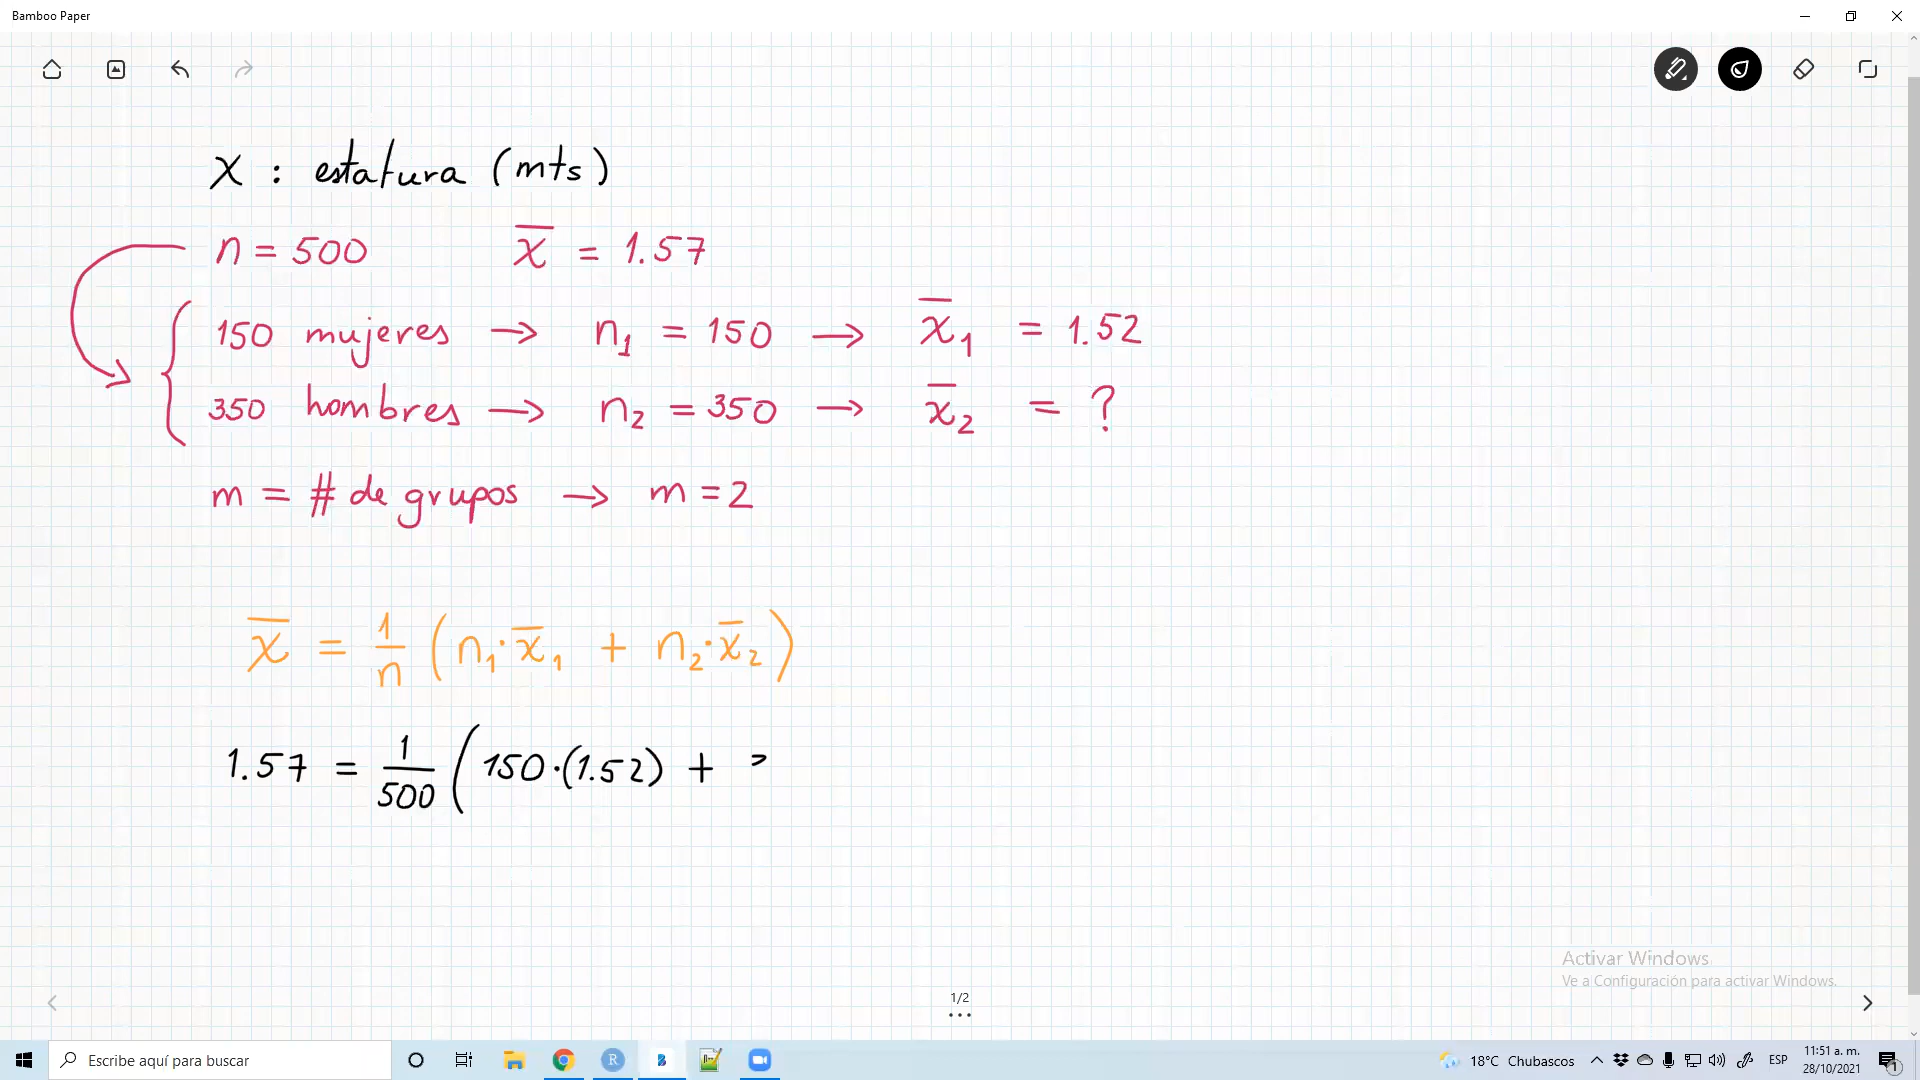 Bamboo Paper
X : estatura (mts)
n = 500 x̄ = 1.57
150 mujeres → n₁ = 150 → x̄₁ = 1.52
350 hombres → n₂ = 350 → x̄₂ = ?
m = # de grupos → m = 2
x̄ = 1/n (n₁·x̄₁ + n₂·x̄₂)
1.57 = 1/500 (150·(1.52) +
Activar Windows
Ve a Configuración para activar Windows.
1/2
Escribe aquí para buscar
18°C Chubascos
ESP
11:51 a. m.
28/10/2021
1